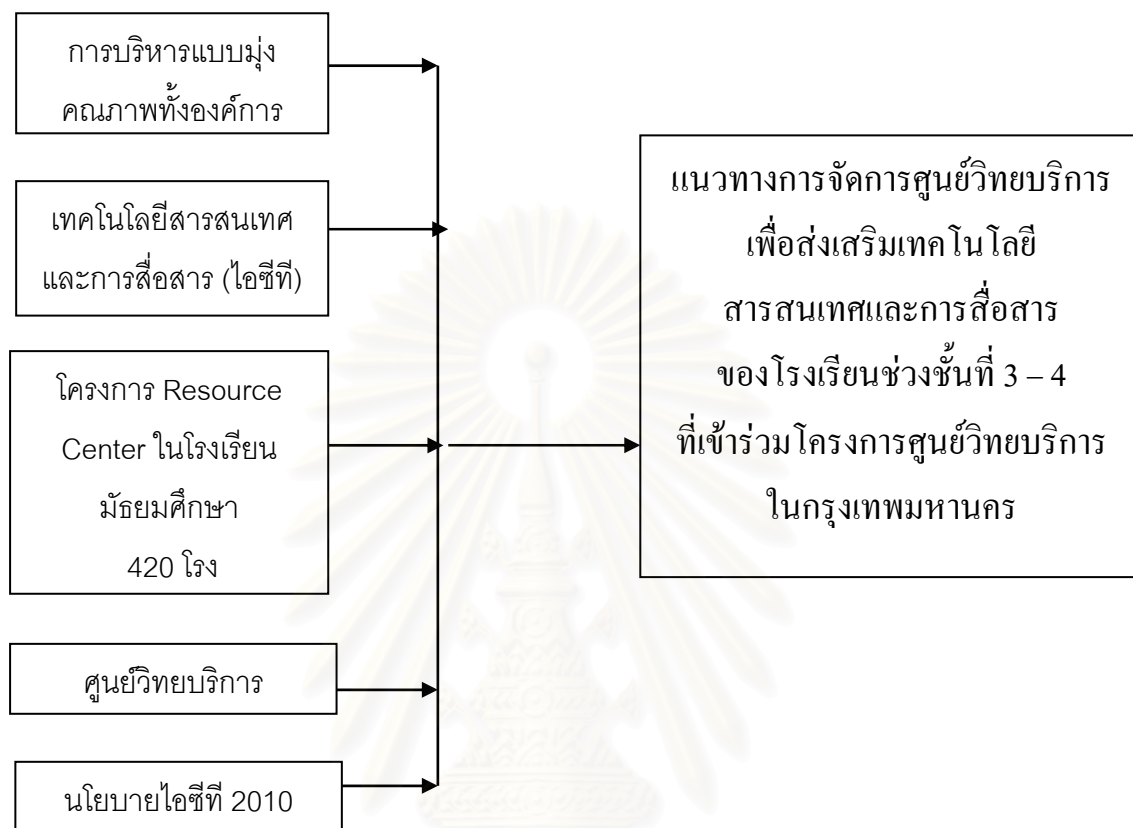 การบริหารแบบมุ่ง
คณภาพทั้งองค์การ
เทคโนโลยีสารสนเทศ
และการสื่อสาร (ไอซีที)
โครงการ Resource
Center ในโรงเรียน
มัธยมศึกษา
420 โรง
ศูนย์วิทยบริการ
นโยบายไอซีที 2010
แนวทางการจัดการศูนย์วิทยบริการ
เพื่อส่งเสริมเทคโนโลยี
สารสนเทศและการสื่อสาร
ของโรงเรียนช่วงชั้นที่ 3 – 4
ที่เข้าร่วมโครงการศูนย์วิทยบริการ
ในกรุงเทพมหานคร